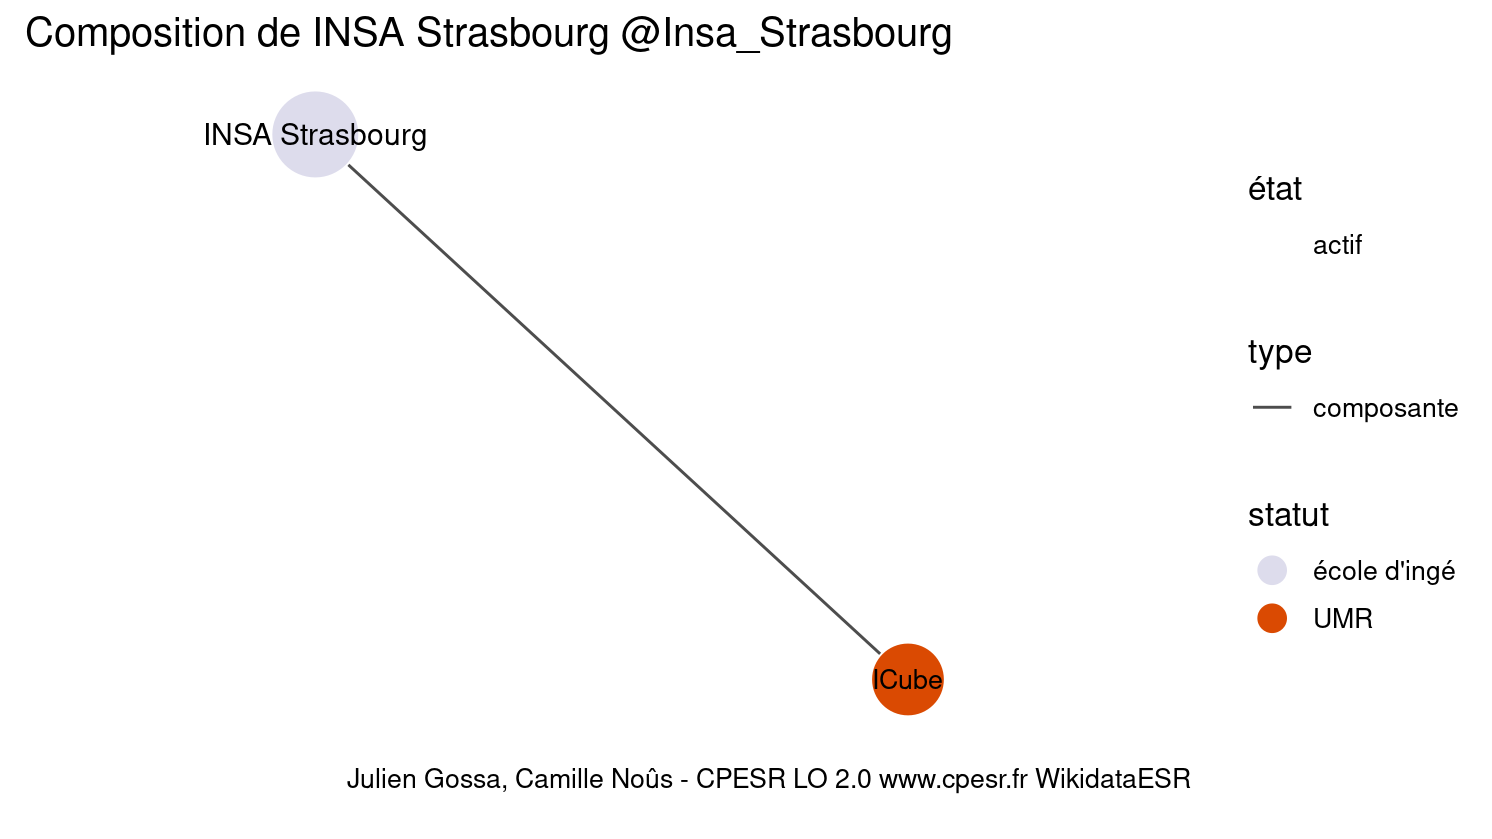 Composition de INSA Strasbourg @Insa_Strasbourg
INSA Strasbourg
état
actif
type
composante
statut
école d'ingé
UMR
ICube
Julien Gossa, Camille Noûs - CPESR LO 2.0 www.cpesr.fr WikidataESR